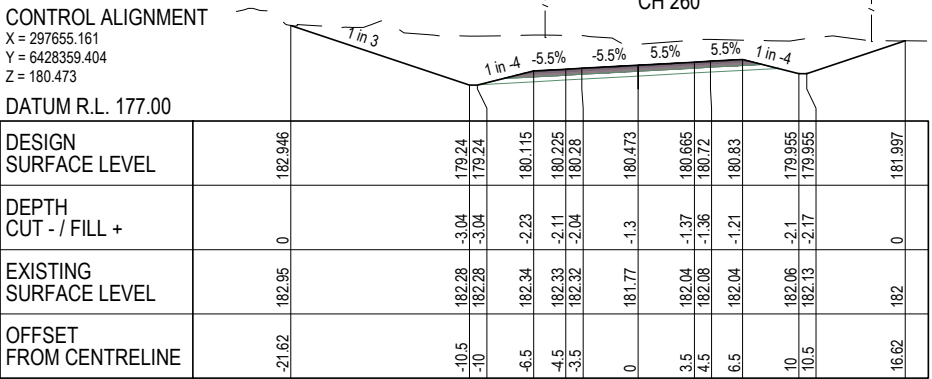 CH 260
CONTROL ALIGNMENT
X = 297655.161
Y = 6428359.404
Z = 180.473
DATUM R.L. 177.00
1 in 3
1 in -4
-5.5%
-5.5%
5.5%
5.5%
1 in -4
DESIGN
SURFACE LEVEL
182.946 179.24 179.24 180.115 180.225 180.28 180.473 180.665 180.72 180.83 179.955 179.955 181.997
DEPTH
CUT - / FILL +
0 -3.04 -3.04 -2.23 -2.11 -2.04 -1.3 -1.37 -1.36 -1.21 -2.1 -2.17 0
EXISTING
SURFACE LEVEL
182.95 182.28 182.28 182.34 182.33 182.32 181.77 182.04 182.08 182.04 182.06 182.13 182
OFFSET
FROM CENTRELINE
-21.62 -10.5 -10 -6.5 -4.5 -3.5 0 3.5 4.5 6.5 10 10.5 16.62